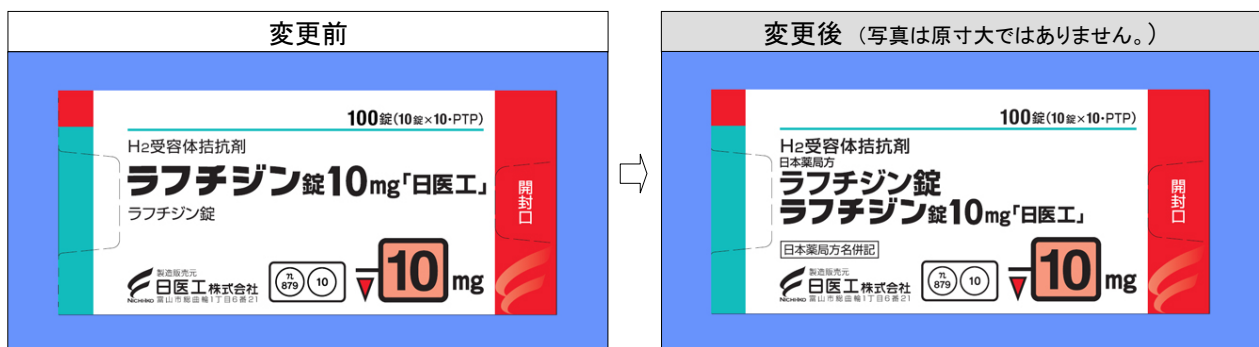 変更前
100錠(10錠×10・PTP)
H2受容体拮抗剤
ラフチジン錠10mg「日医工」
ラフチジン錠
開封口
製造販売元
日医工株式会社
富山市総曲輪1丁目6番21
NICHI-IKO
879
10
10 mg
変更後 (写真は原寸大ではありません。)
100錠(10錠×10・PTP)
H2受容体拮抗剤
日本薬局方
ラフチジン錠
ラフチジン錠10mg「日医工」
日本薬局方名併記
開封口
製造販売元
日医工株式会社
富山市総曲輪1丁目6番21
NICHI-IKO
879
10
10 mg